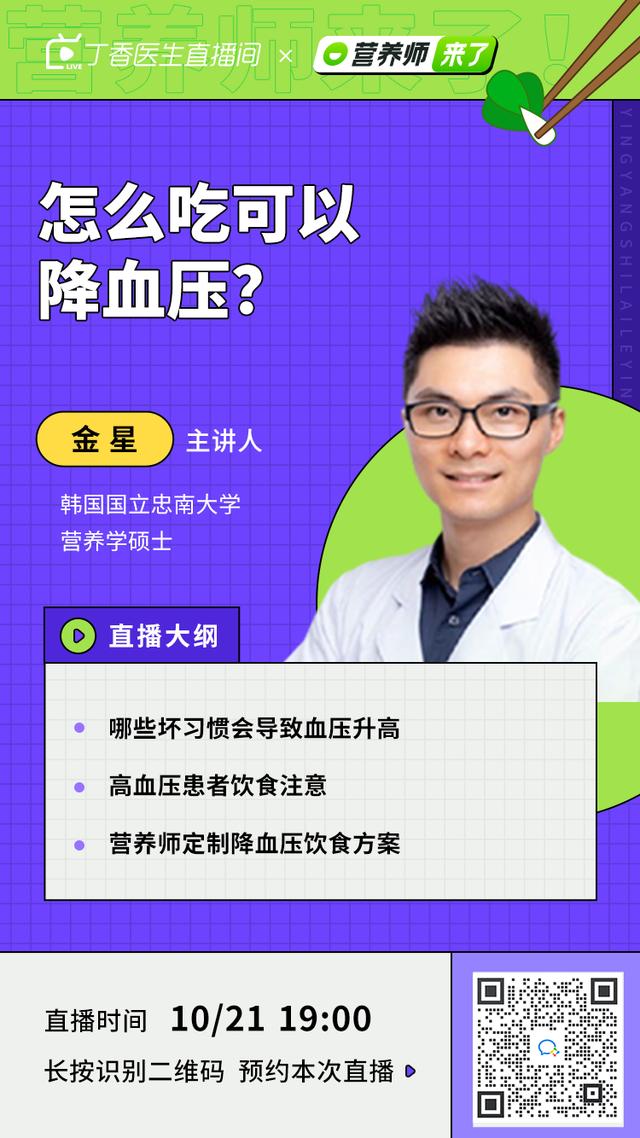 营养师来了!
LIVE 丁香医生直播间 × 营养师 来了
YINGYANGSHILAILEYIN
怎么吃可以
降血压?
金星 主讲人
韩国国立忠南大学
营养学硕士
直播大纲
哪些坏习惯会导致血压升高
高血压患者饮食注意
营养师定制降血压饮食方案
直播时间 10/21 19:00
长按识别二维码 预约本次直播